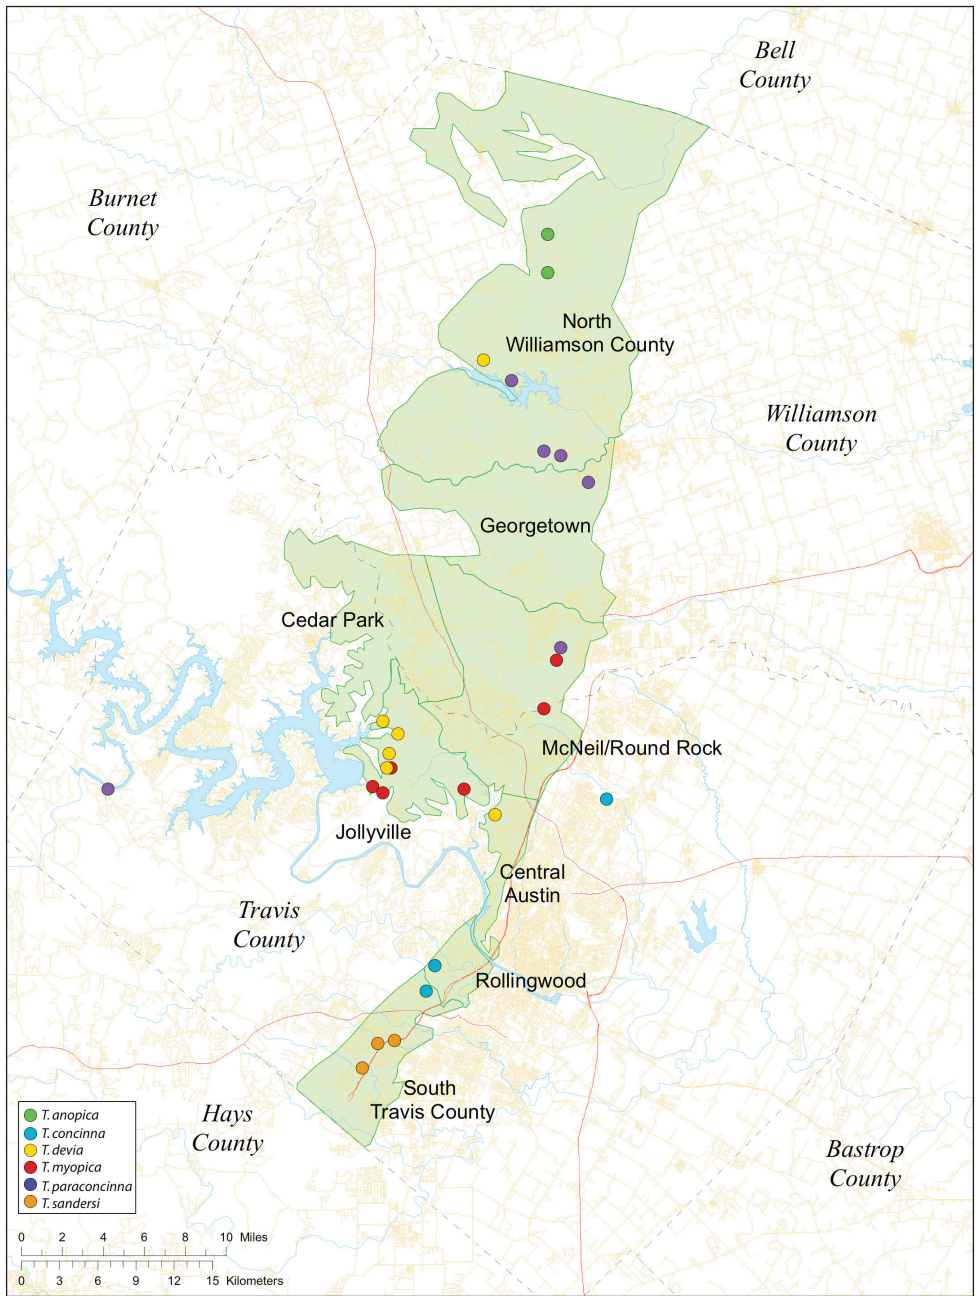 Bell
County
Burnet
County
North
Williamson County
Williamson
County
Georgetown
Cedar Park
McNeil/Round Rock
Jollyville
Central
Austin
Travis
County
Rollingwood
South
Travis County
Hays
County
Bastrop
County
T. anopica
T. concinna
T. devia
T. myopica
T. paraconcinna
T. sandersi
0 2 4 6 8 10 Miles
0 3 6 9 12 15 Kilometers